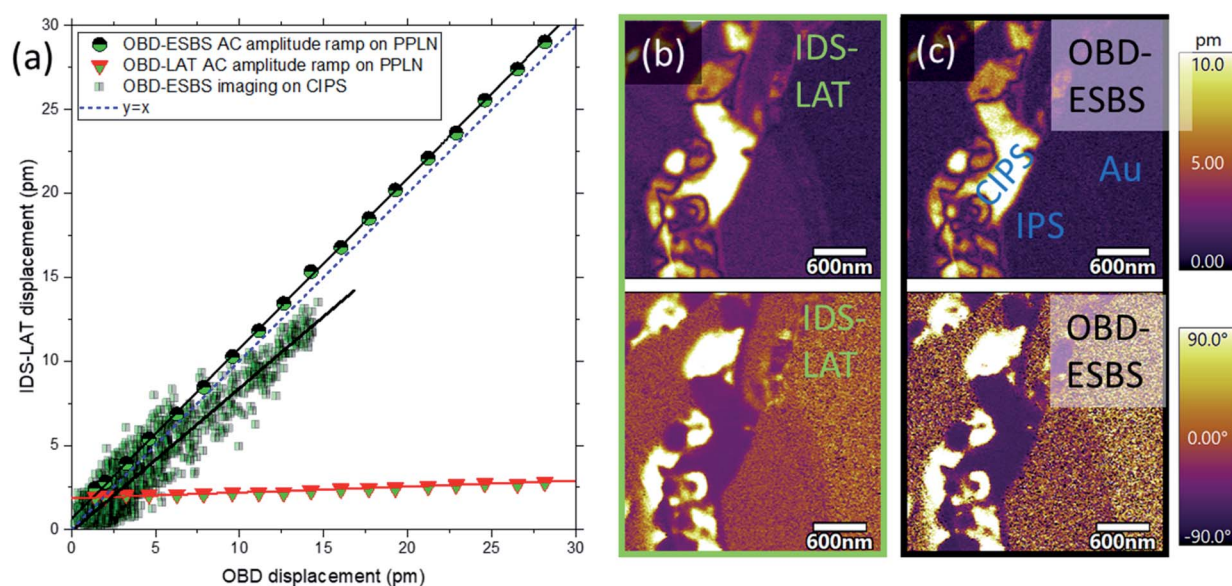 (a)
OBD-ESBS AC amplitude ramp on PPLN
OBD-LAT AC amplitude ramp on PPLN
OBD-ESBS imaging on CIPS
y=x
30
25
20
15
10
5
0
0
5
10
15
20
25
30
IDS-LAT displacement (pm)
OBD displacement (pm)
(b)
IDS-
LAT
600nm
IDS-
LAT
600nm
(c)
OBD-
ESBS
CIPS
Au
IPS
600nm
OBD-
ESBS
600nm
pm
10.0
5.00
0.00
90.0°
0.00°
-90.0°